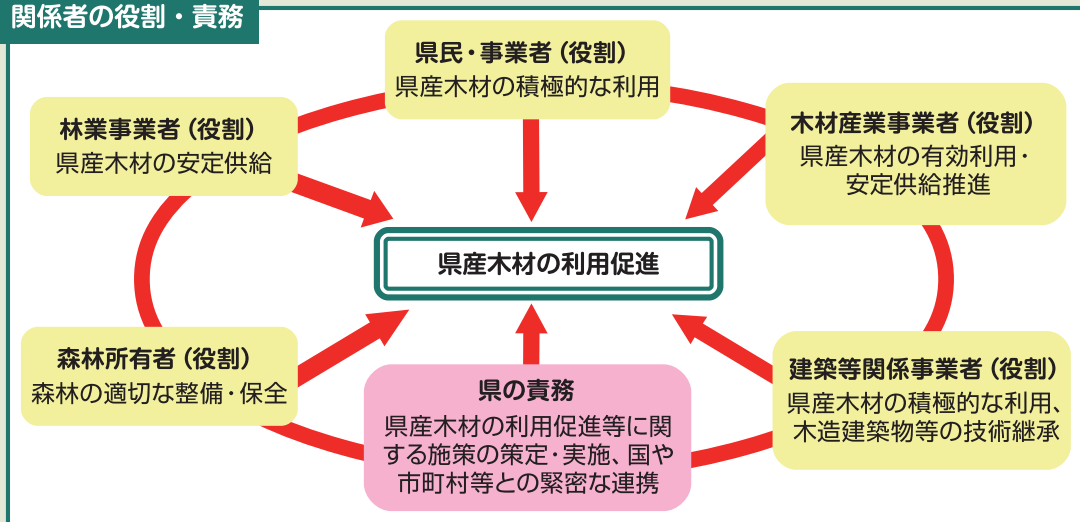 関係者の役割・責務
県民・事業者（役割）
県産木材の積極的な利用
林業事業者（役割）
県産木材の安定供給
木材産業事業者（役割）
県産木材の有効利用・
安定供給推進
県産木材の利用促進
森林所有者（役割）
森林の適切な整備・保全
県の責務
県産木材の利用促進等に関
する施策の策定・実施、国や
市町村等との緊密な連携
建築等関係事業者（役割）
県産木材の積極的な利用、
木造建築物等の技術継承